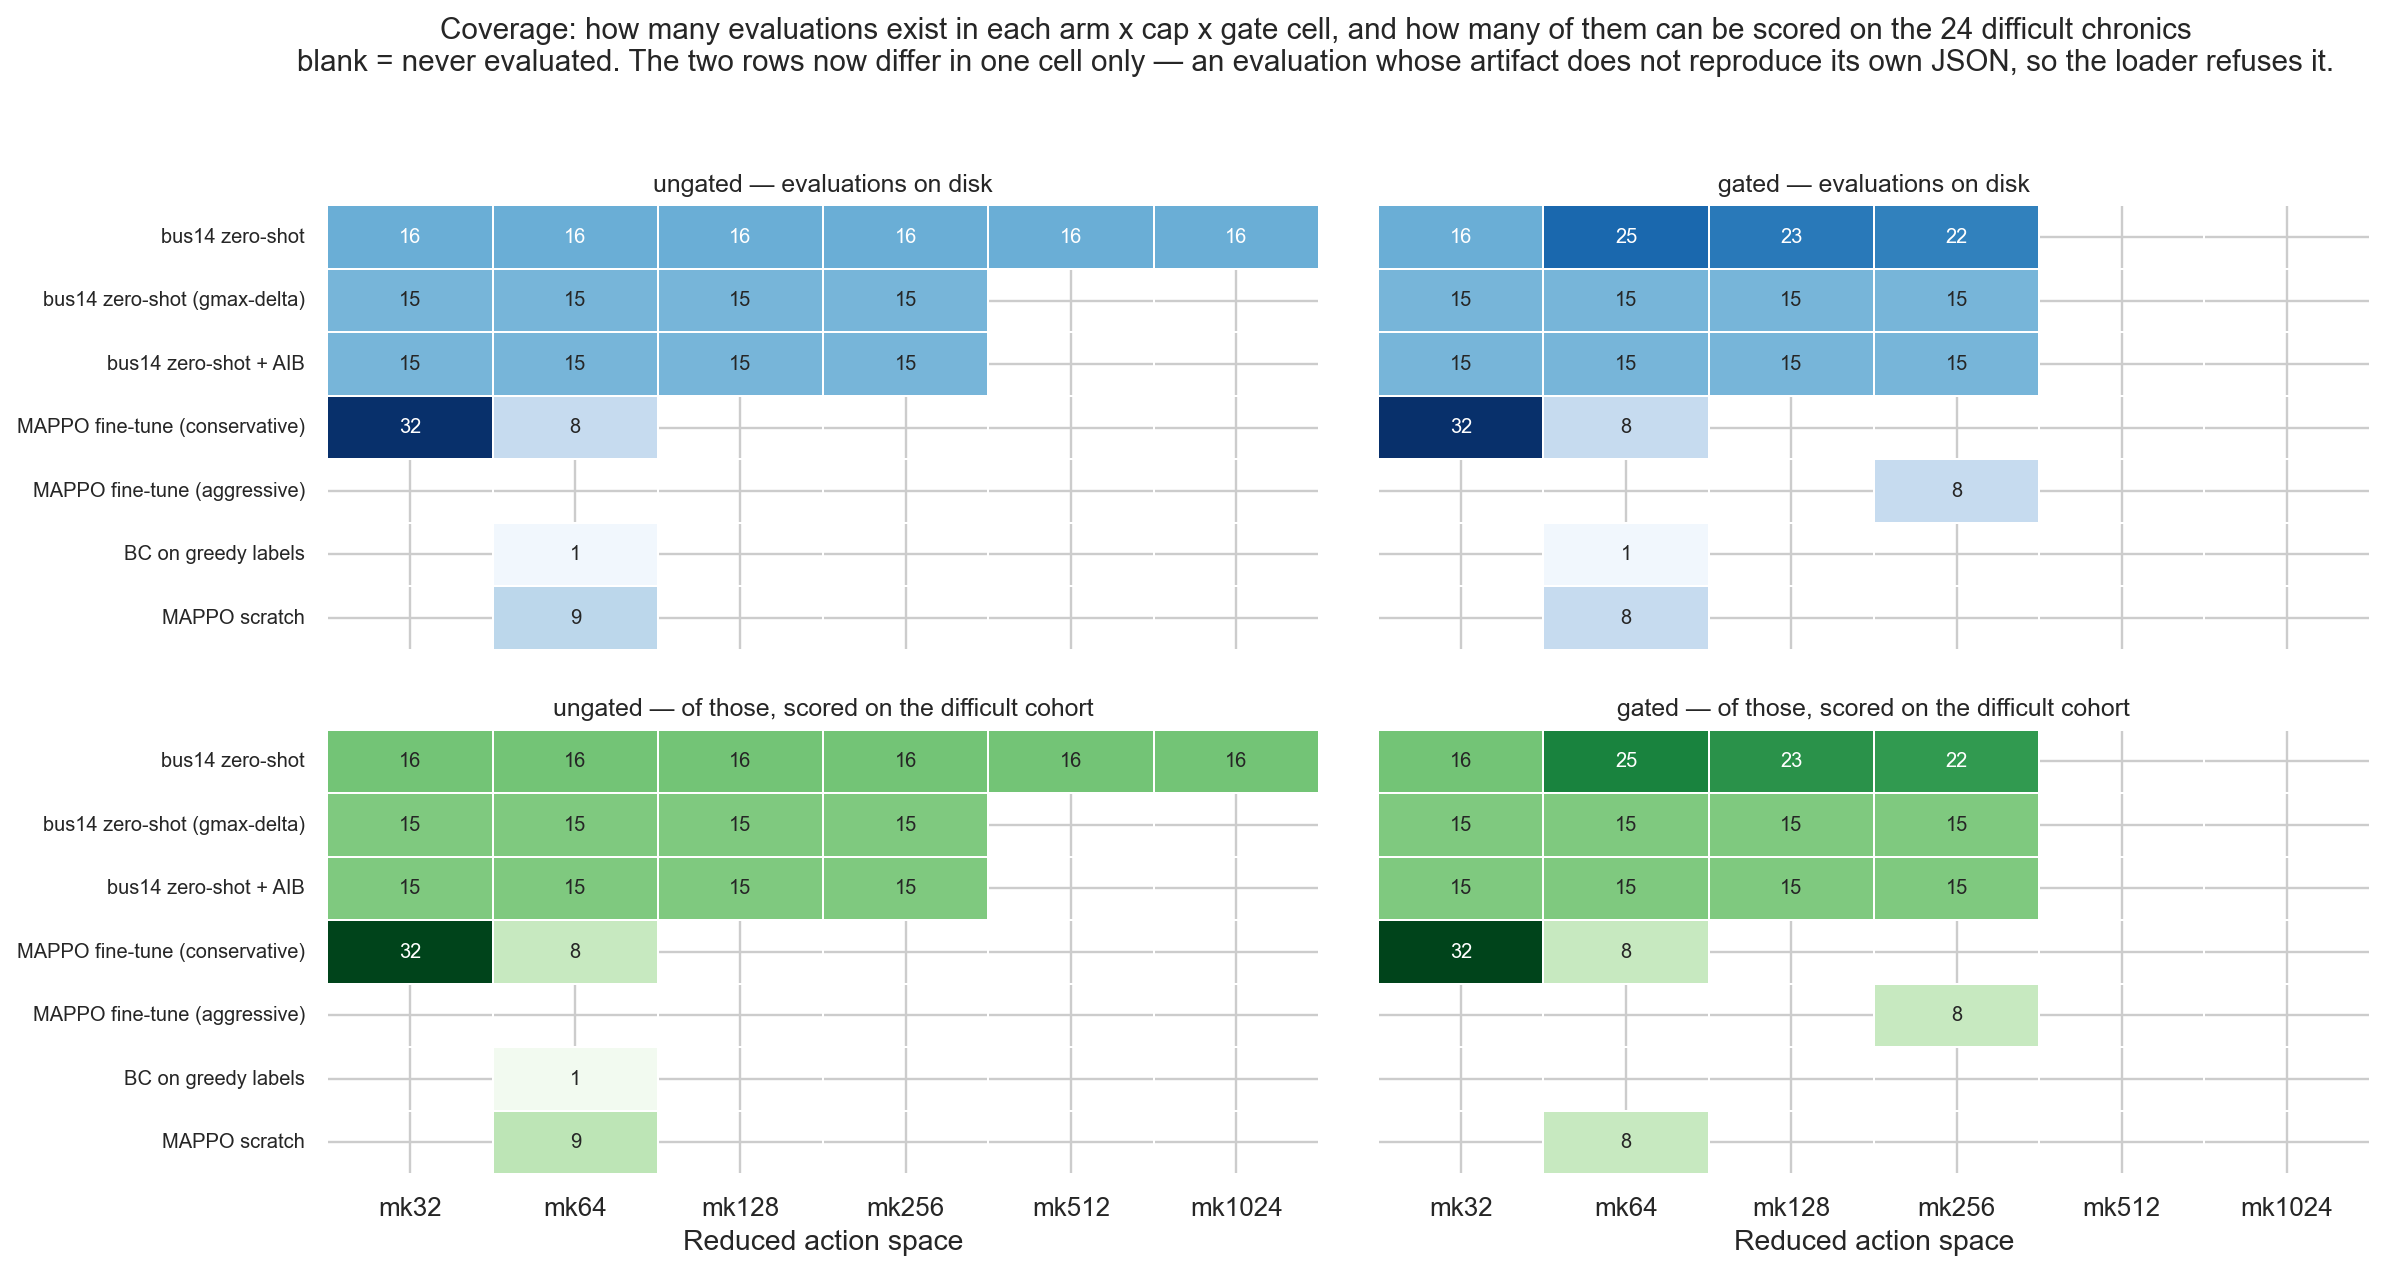 Coverage: how many evaluations exist in each arm x cap x gate cell, and how many of them can be scored on the 24 difficult chronics
blank = never evaluated. The two rows now differ in one cell only — an evaluation whose artifact does not reproduce its own JSON, so the loader refuses it.
ungated — evaluations on disk
bus14 zero-shot 16 16 16 16 16 16
bus14 zero-shot (gmax-delta) 15 15 15 15
bus14 zero-shot + AIB 15 15 15 15
MAPPO fine-tune (conservative) 32 8
MAPPO fine-tune (aggressive)
BC on greedy labels 1
MAPPO scratch 9
gated — evaluations on disk
16 25 23 22
15 15 15 15
15 15 15 15
32 8
8
1
8
ungated — of those, scored on the difficult cohort
bus14 zero-shot 16 16 16 16 16 16
bus14 zero-shot (gmax-delta) 15 15 15 15
bus14 zero-shot + AIB 15 15 15 15
MAPPO fine-tune (conservative) 32 8
MAPPO fine-tune (aggressive)
BC on greedy labels 1
MAPPO scratch 9
mk32 mk64 mk128 mk256 mk512 mk1024
Reduced action space
gated — of those, scored on the difficult cohort
16 25 23 22
15 15 15 15
15 15 15 15
32 8
8
8
mk32 mk64 mk128 mk256 mk512 mk1024
Reduced action space